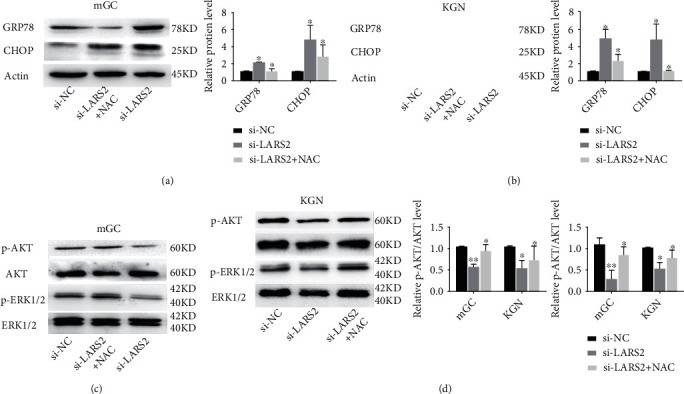 mGC
GRP78
78KD
CHOP
25KD
Actin
45KD
si-NC
si-LARS2
+NAC
si-LARS2
Relative protien level
8
6
4
2
0
*
*
*
*
GRP78
CHOP
si-NC
si-LARS2
si-LARS2+NAC
(a)
KGN
GRP78
78KD
CHOP
25KD
Actin
45KD
si-NC
si-LARS2
+NAC
si-LARS2
Relative protien level
8
6
4
2
0
*
*
*
*
GRP78
CHOP
si-NC
si-LARS2
si-LARS2+NAC
(b)
mGC
p-AKT
60KD
AKT
60KD
p-ERK1/2
42KD
40KD
ERK1/2
42KD
40KD
si-NC
si-LARS2
+NAC
si-LARS2
(c)
KGN
p-AKT
60KD
60KD
p-ERK1/2
42KD
40KD
ERK1/2
42KD
40KD
si-NC
si-LARS2
si-LARS2
+NAC
Relative p-AKT/AKT level
1.5
1.0
0.5
0.0
**
*
*
*
mGC
KGN
Relative p-AKT/AKT level
1.5
1.0
0.5
0.0
**
*
*
*
mGC
KGN
si-NC
si-LARS2
si-LARS2+NAC
(d)